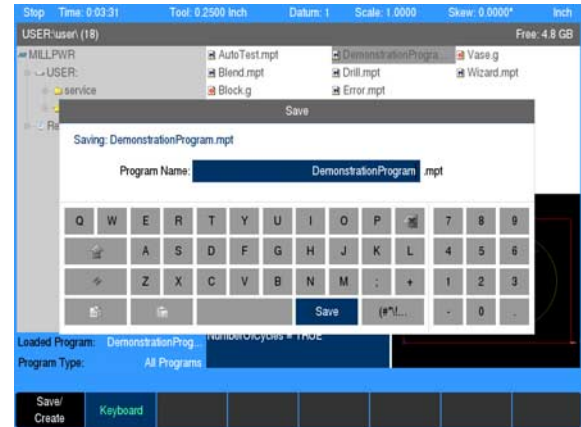 Stop Time: 0:03:31 Tool: 0.2500 Inch Datum: 1 Scale: 1.0000 Skew: 0.0000° Inch
USER:\user\ (18) Free: 4.8 GB
MILLPWR AutoTest.mpt DemonstrationProgra... Vase.g
USER: Blend.mpt Drill.mpt Wizard.mpt
service Block.g Error.mpt
Save
Re
Saving: DemonstrationProgram.mpt
Program Name: DemonstrationProgram .mpt
Q W E R T Y U I O P 7 8 9
A S D F G H J K L 4 5 6
Z X C V B N M : + 1 2 3
Save (#*\!... - 0 .
Loaded Program: DemonstrationProg... NumberOfCycles = TRUE
Program Type: All Programs
Save/
Create
Keyboard